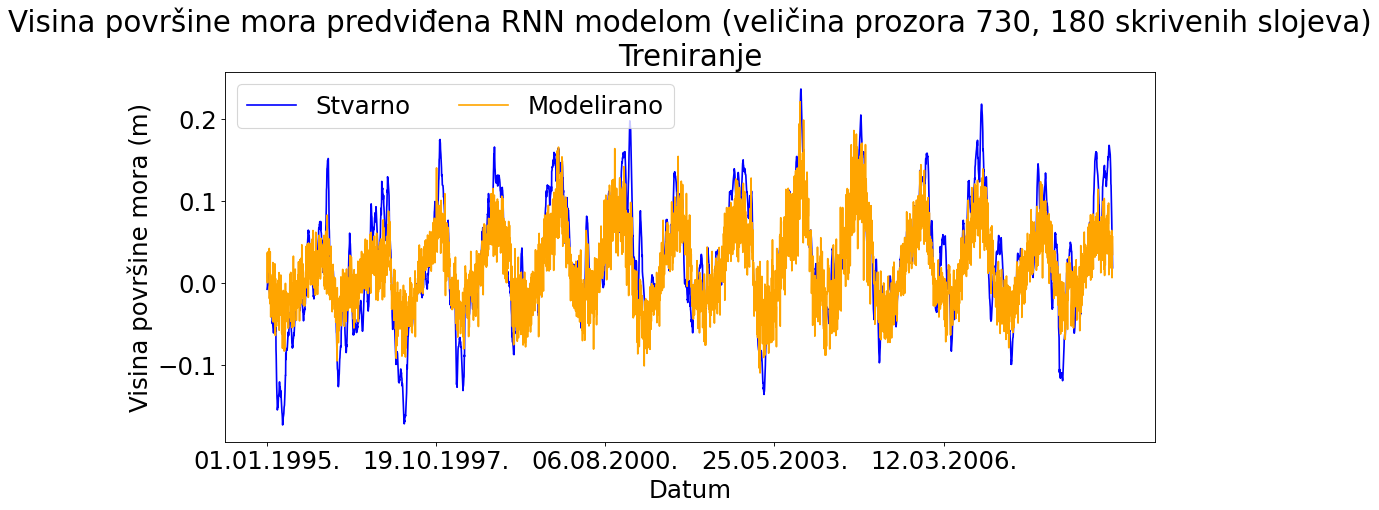 Visina površine mora predviđena RNN modelom (veličina prozora 730, 180 skrivenih slojeva)
Treniranje
Stvarno Modelirano
Visina površine mora (m)
0.2
0.1
0.0
−0.1
01.01.1995. 19.10.1997. 06.08.2000. 25.05.2003. 12.03.2006.
Datum